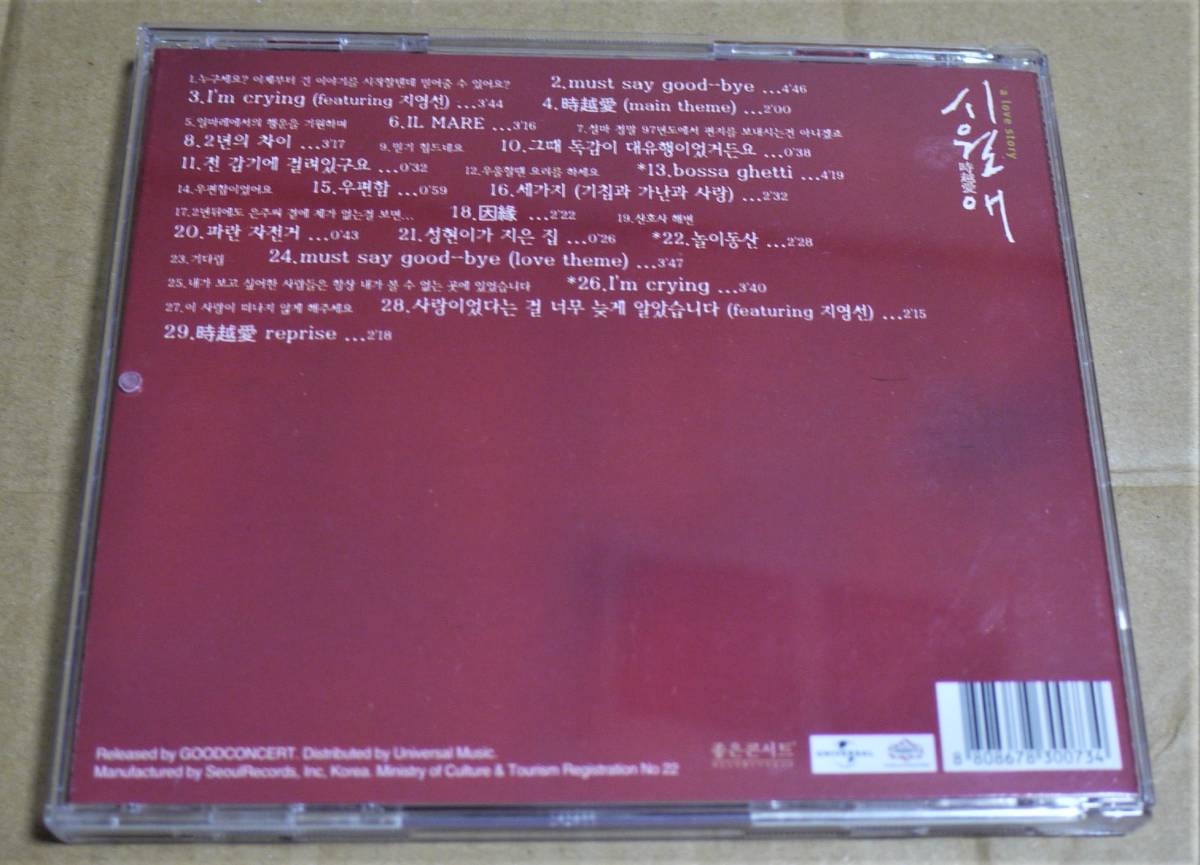 1.누구세요? 이제부터 긴 이야기를 시작할텐데 믿어줄 수 있어요? 2.must say good--bye ...4'46
3.I'm crying (featuring 지영선) ...3'44 4.時越愛 (main theme) ...2'00
5.일마레에서의 행운을 기원하며 6.IL MARE ...3'16 7.설마 정말 97년도에서 편지를 보내시는건 아니겠죠
8.2년의 차이 ...3'17 9.믿기 힘드네요 10.그때 독감이 대유행이었거든요 ...0'38
11.전 감기에 걸려있구요 ...0'32 12.우울할땐 요리를 하세요 *13.bossa ghetti ...4'19
14.우편함이었어요 15.우편함 ...0'59 16.세가지 (기침과 가난과 사랑) ...2'32
17.2년뒤에도 은주씨 곁에 제가 없는걸 보면... 18.因緣 ...2'22 19.산호사 해변
20.파란 자전거 ...0'43 21.성현이가 지은 집 ...0'26 *22.놀이동산 ...2'28
23.기다림 24.must say good--bye (love theme) ...3'47
25.내가 보고 싶어한 사람들은 항상 내가 볼 수 없는 곳에 있었습니다 *26.I'm crying ...3'40
27.이 사람이 떠나지 않게 해주세요 28.사랑이었다는 걸 너무 늦게 알았습니다 (featuring 지영선) ...2'15
29.時越愛 reprise ...2'18
a love story
시월애
時越愛
Released by GOODCONCERT. Distributed by Universal Music.
Manufactured by SeoulRecords, Inc, Korea. Ministry of Culture & Tourism Registration No 22
좋은콘서트
UNIVERSAL
8 808678 300734